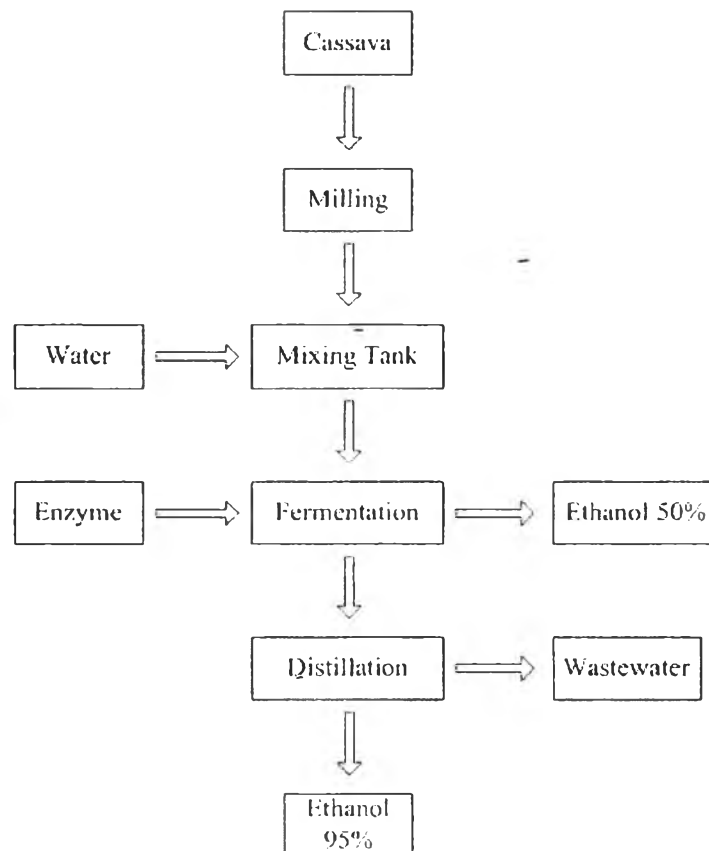 Cassava
Milling
Water
Mixing Tank
Enzyme
Fermentation
Ethanol 50%
Distillation
Wastewater
Ethanol
95%